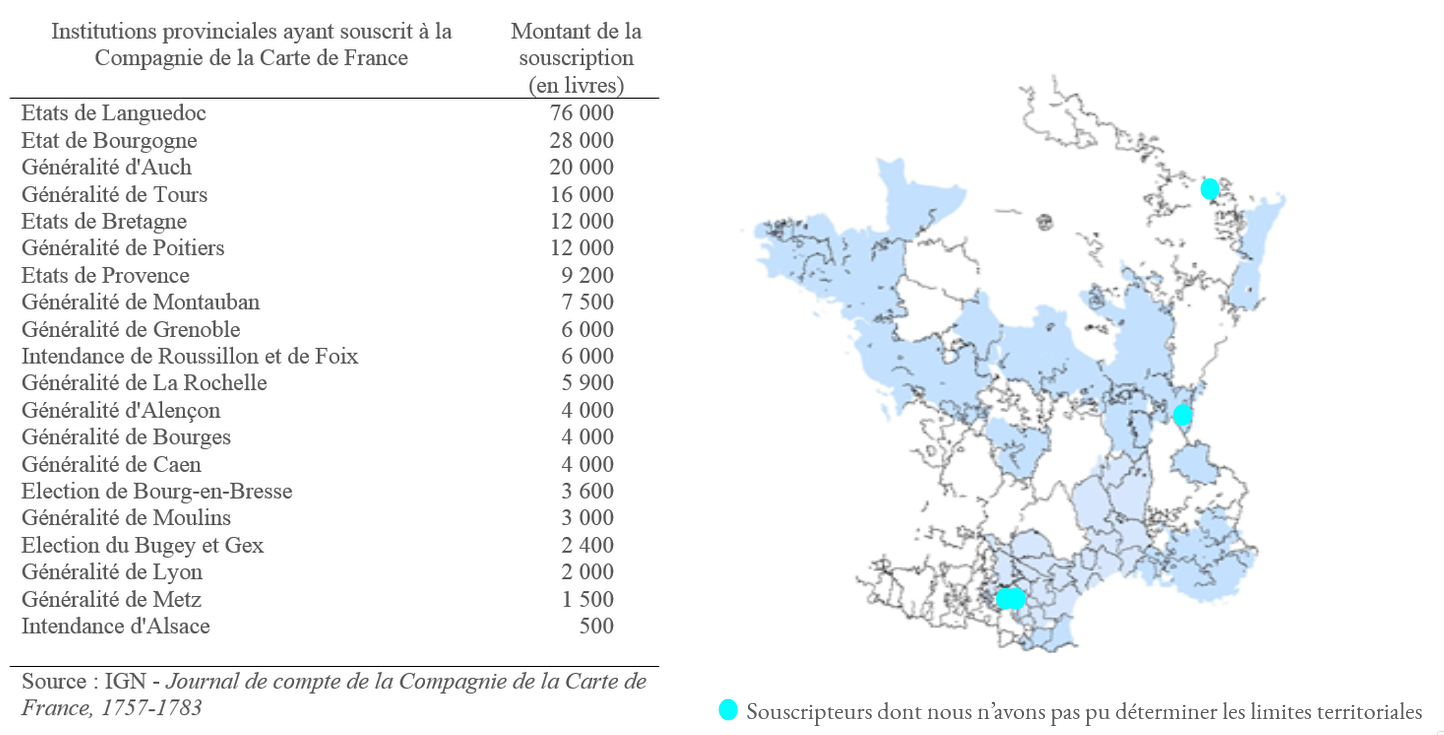 Institutions provinciales ayant souscrit à la
Compagnie de la Carte de France
Montant de la
souscription
(en livres)
Etats de Languedoc 76 000
Etat de Bourgogne 28 000
Généralité d'Auch 20 000
Généralité de Tours 16 000
Etats de Bretagne 12 000
Généralité de Poitiers 12 000
Etats de Provence 9 200
Généralité de Montauban 7 500
Généralité de Grenoble 6 000
Intendance de Roussillon et de Foix 6 000
Généralité de La Rochelle 5 900
Généralité d'Alençon 4 000
Généralité de Bourges 4 000
Généralité de Caen 4 000
Election de Bourg-en-Bresse 3 600
Généralité de Moulins 3 000
Election du Bugey et Gex 2 400
Généralité de Lyon 2 000
Généralité de Metz 1 500
Intendance d'Alsace 500
Source : IGN - Journal de compte de la Compagnie de la Carte de
France, 1757-1783
Souscripteurs dont nous n’avons pas pu déterminer les limites territoriales